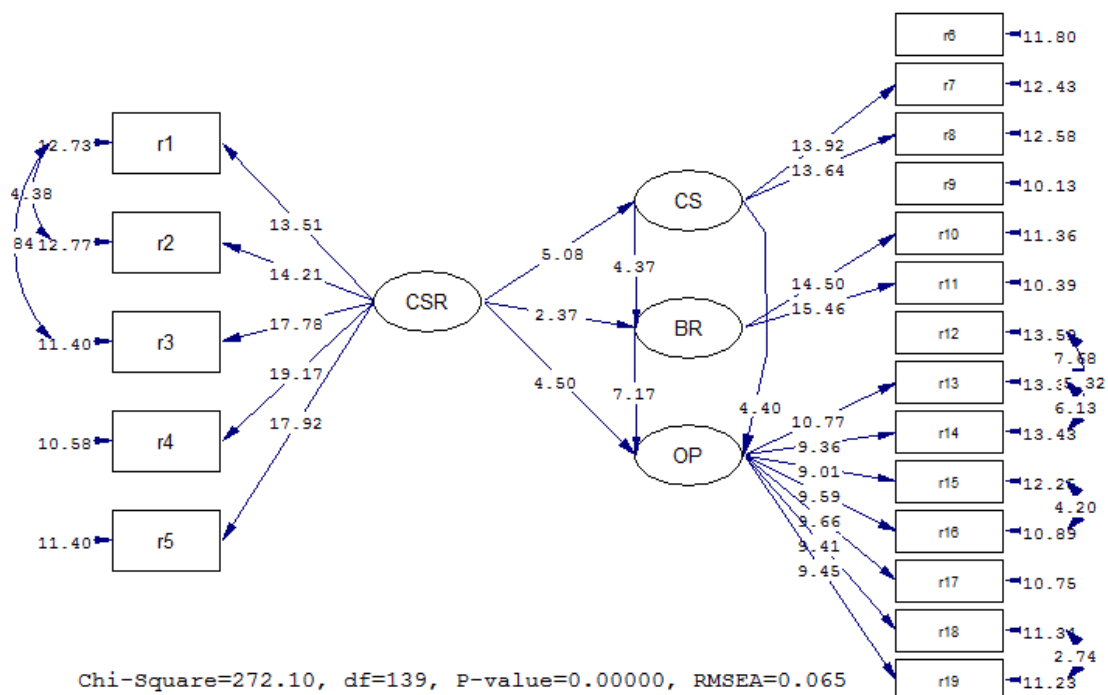 r6 11.80
r7 12.43
r8 12.58
r9 10.13
r10 11.36
r11 10.39
r12 13.59
7.68
r13
r14 13.43
6.13
r15
r16 10.89
4.20
r17 10.75
r18
r19 11.23
2.74
12.73 r1
4.38
12.77 r2
84
11.40 r3
10.58 r4
11.40 r5
13.51
14.21
17.78
19.17
17.92
CSR
5.08
2.37
4.50
CS
4.37
BR
7.17
OP
4.40
13.92
13.64
14.50
15.46
10.77
9.36
9.01
9.59
9.66
9.41
9.45
Chi-Square=272.10, df=139, P-value=0.00000, RMSEA=0.065